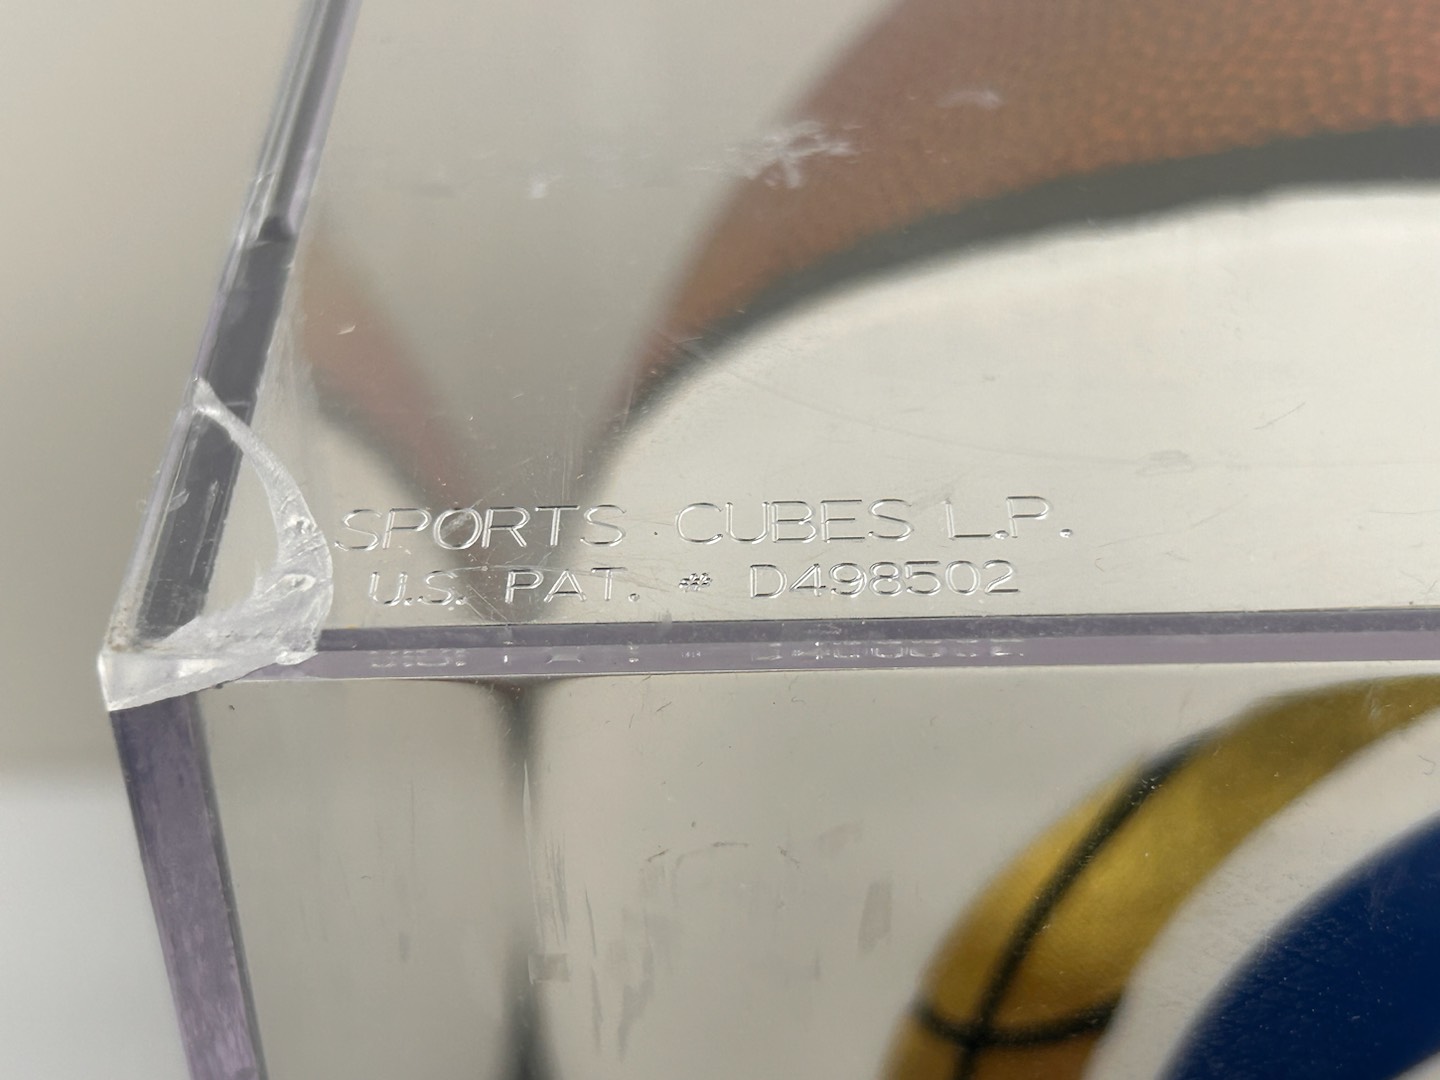 SPORTS CUBES L.P.
U.S. PAT. # D498502